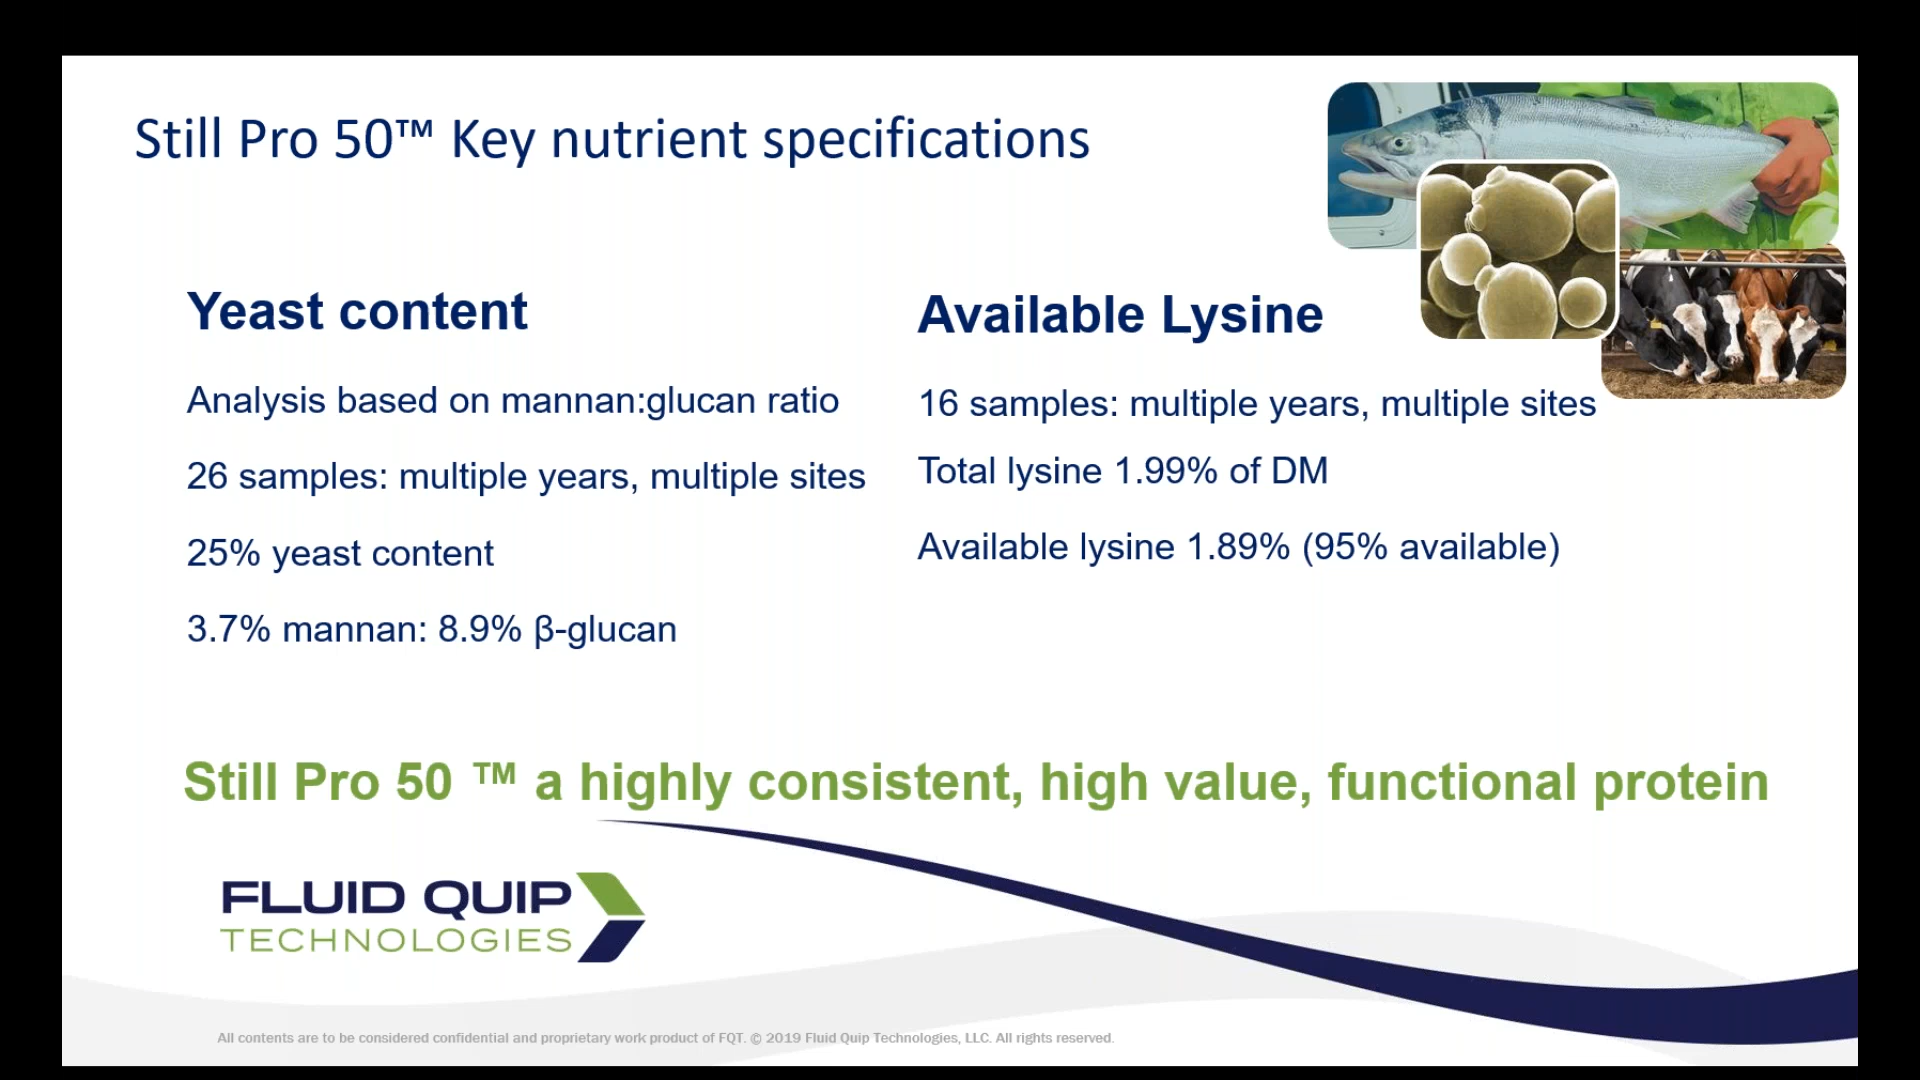 Still Pro 50™ Key nutrient specifications
Yeast content
Analysis based on mannan:glucan ratio
26 samples: multiple years, multiple sites
25% yeast content
3.7% mannan: 8.9% β-glucan
Available Lysine
16 samples: multiple years, multiple sites
Total lysine 1.99% of DM
Available lysine 1.89% (95% available)
Still Pro 50 ™ a highly consistent, high value, functional protein
FLUID QUIP
TECHNOLOGIES
All contents are to be considered confidential and proprietary work product of FQT. © 2019 Fluid Quip Technologies, LLC. All rights reserved.